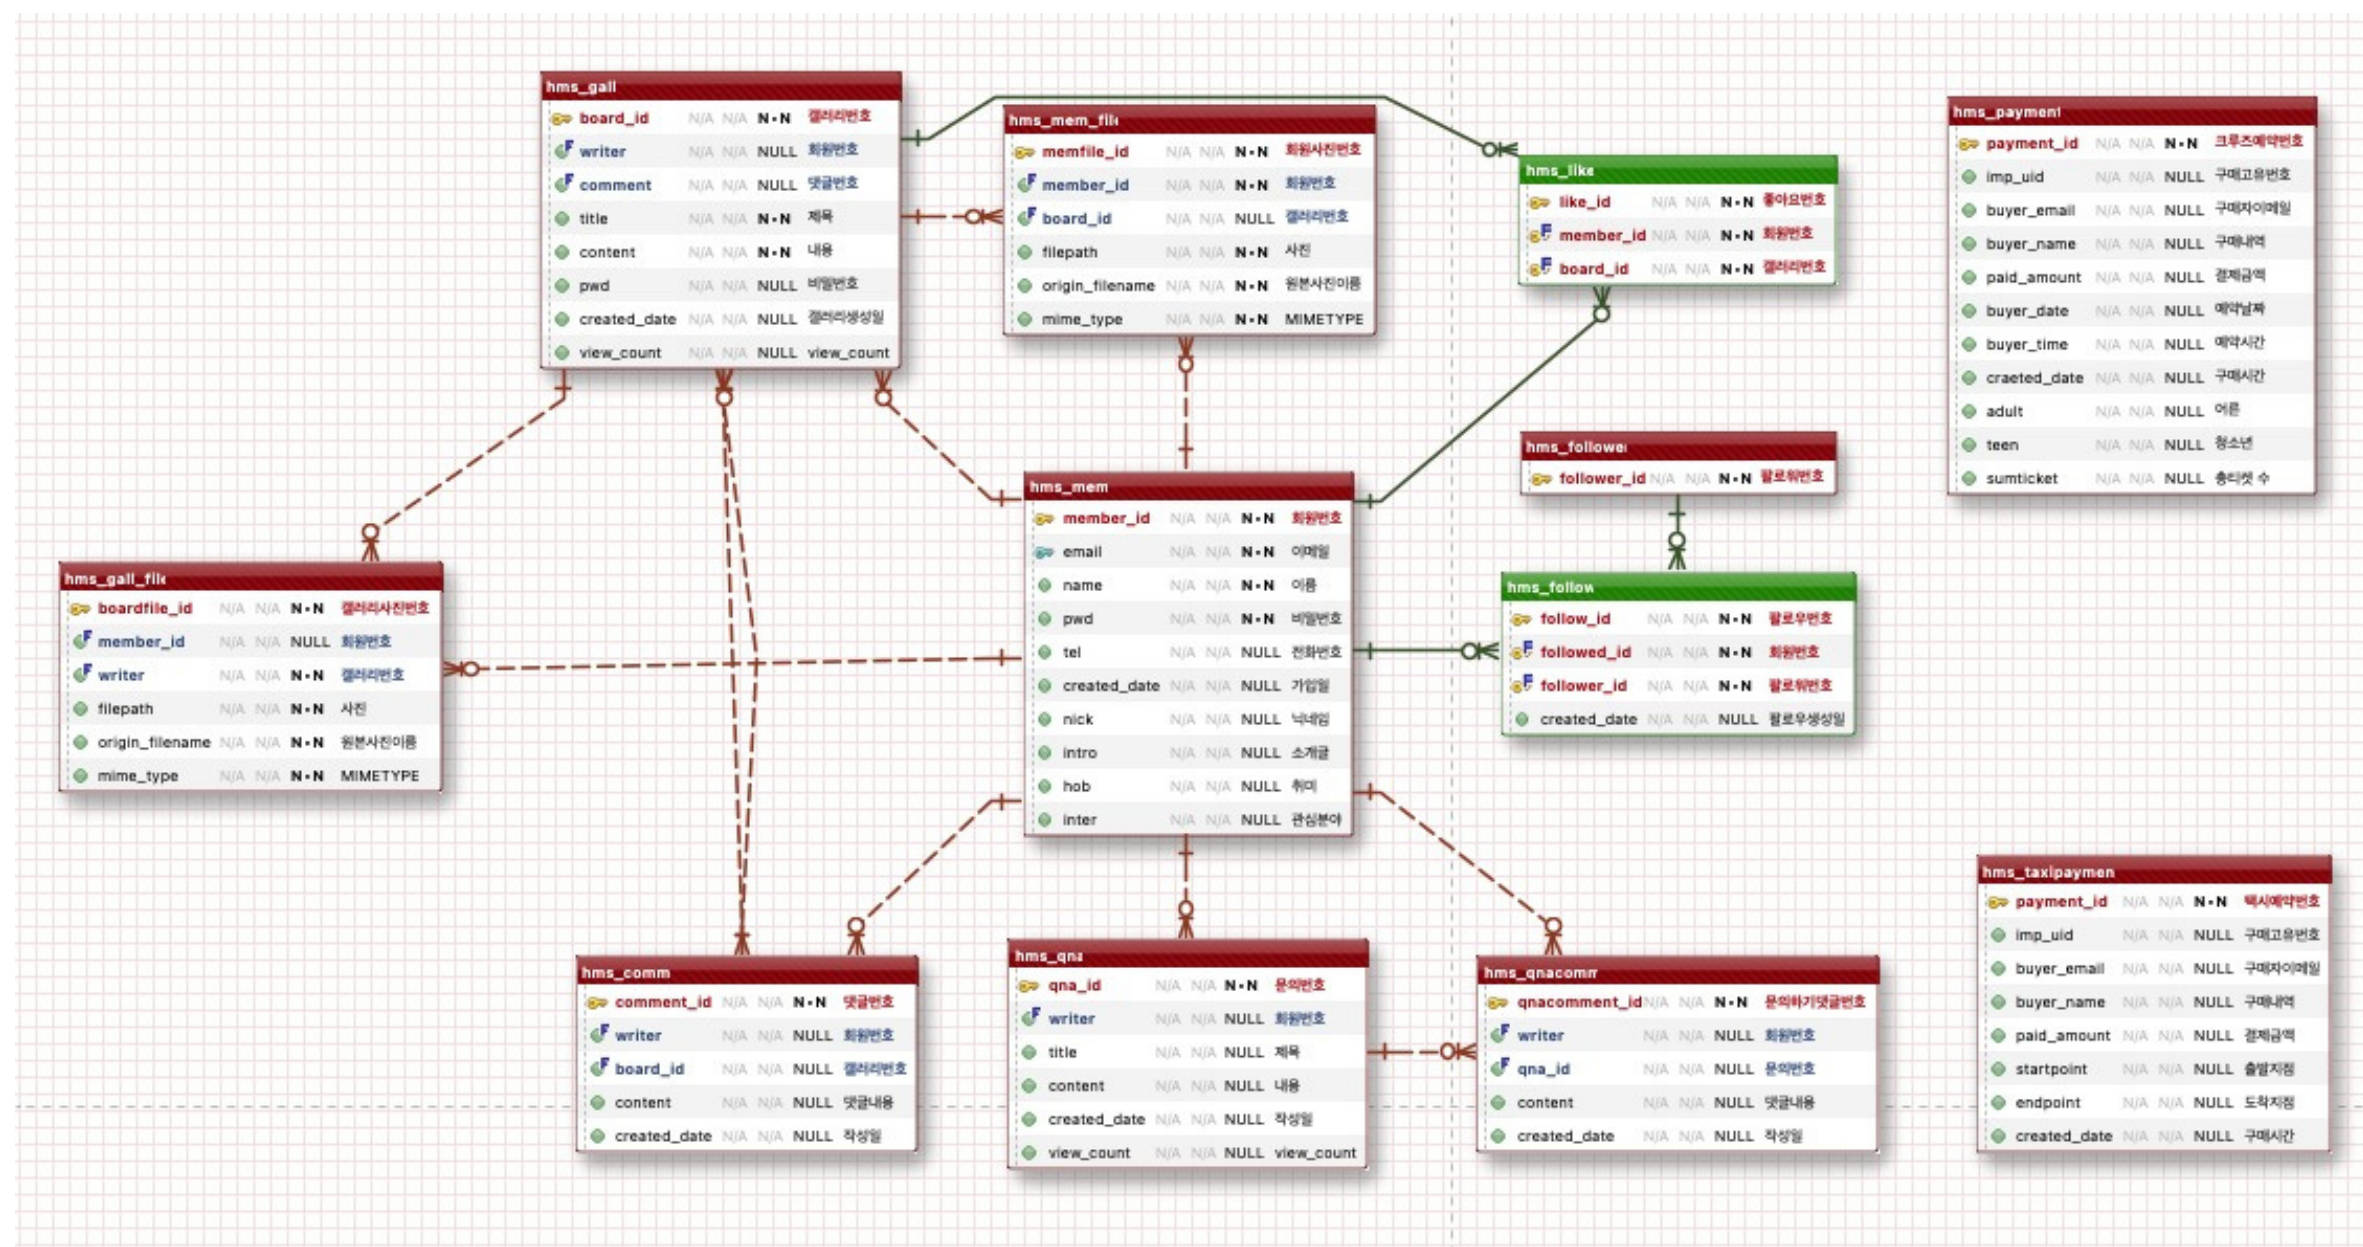 hms_gall
board_id N/A N/A N•N 갤러리번호
writer N/A N/A NULL 회원번호
comment N/A N/A NULL 댓글번호
title N/A N/A N•N 제목
content N/A N/A N•N 내용
pwd N/A N/A NULL 비밀번호
created_date N/A N/A NULL 갤러리생성일
view_count N/A N/A NULL view_count
hms_mem_file
memfile_id N/A N/A N•N 회원사진번호
member_id N/A N/A N•N 회원번호
board_id N/A N/A NULL 갤러리번호
filepath N/A N/A N•N 사진
origin_filename N/A N/A N•N 원본사진이름
mime_type N/A N/A N•N MIMETYPE
hms_like
like_id N/A N/A N•N 좋아요번호
member_id N/A N/A N•N 회원번호
board_id N/A N/A N•N 갤러리번호
hms_payment
payment_id N/A N/A N•N 크루즈예약번호
imp_uid N/A N/A NULL 구매고유번호
buyer_email N/A N/A NULL 구매자이메일
buyer_name N/A N/A NULL 구매내역
paid_amount N/A N/A NULL 결제금액
buyer_date N/A N/A NULL 예약날짜
buyer_time N/A N/A NULL 예약시간
craeted_date N/A N/A NULL 구매시간
adult N/A N/A NULL 어른
teen N/A N/A NULL 청소년
sumticket N/A N/A NULL 총티켓 수
hms_follower
follower_id N/A N/A N•N 팔로워번호
hms_gall_file
boardfile_id N/A N/A N•N 갤러리사진번호
member_id N/A N/A NULL 회원번호
writer N/A N/A N•N 갤러리번호
filepath N/A N/A N•N 사진
origin_filename N/A N/A N•N 원본사진이름
mime_type N/A N/A N•N MIMETYPE
hms_mem
member_id N/A N/A N•N 회원번호
email N/A N/A N•N 이메일
name N/A N/A N•N 이름
pwd N/A N/A N•N 비밀번호
tel N/A N/A NULL 전화번호
created_date N/A N/A NULL 가입일
nick N/A N/A NULL 닉네임
intro N/A N/A NULL 소개글
hob N/A N/A NULL 취미
inter N/A N/A NULL 관심분야
hms_follow
follow_id N/A N/A N•N 팔로우번호
followed_id N/A N/A N•N 회원번호
follower_id N/A N/A N•N 팔로워번호
created_date N/A N/A NULL 팔로우생성일
hms_comm
comment_id N/A N/A N•N 댓글번호
writer N/A N/A NULL 회원번호
board_id N/A N/A NULL 갤러리번호
content N/A N/A NULL 댓글내용
created_date N/A N/A NULL 작성일
hms_qna
qna_id N/A N/A N•N 문의번호
writer N/A N/A NULL 회원번호
title N/A N/A NULL 제목
content N/A N/A NULL 내용
created_date N/A N/A NULL 작성일
view_count N/A N/A NULL view_count
hms_qnacomm
qnacomment_id N/A N/A N•N 문의하기댓글번호
writer N/A N/A NULL 회원번호
qna_id N/A N/A NULL 문의번호
content N/A N/A NULL 댓글내용
created_date N/A N/A NULL 작성일
hms_taxipaymen
payment_id N/A N/A N•N 택시예약번호
imp_uid N/A N/A NULL 구매고유번호
buyer_email N/A N/A NULL 구매자이메일
buyer_name N/A N/A NULL 구매내역
paid_amount N/A N/A NULL 결제금액
startpoint N/A N/A NULL 출발지점
endpoint N/A N/A NULL 도착지점
created_date N/A N/A NULL 구매시간